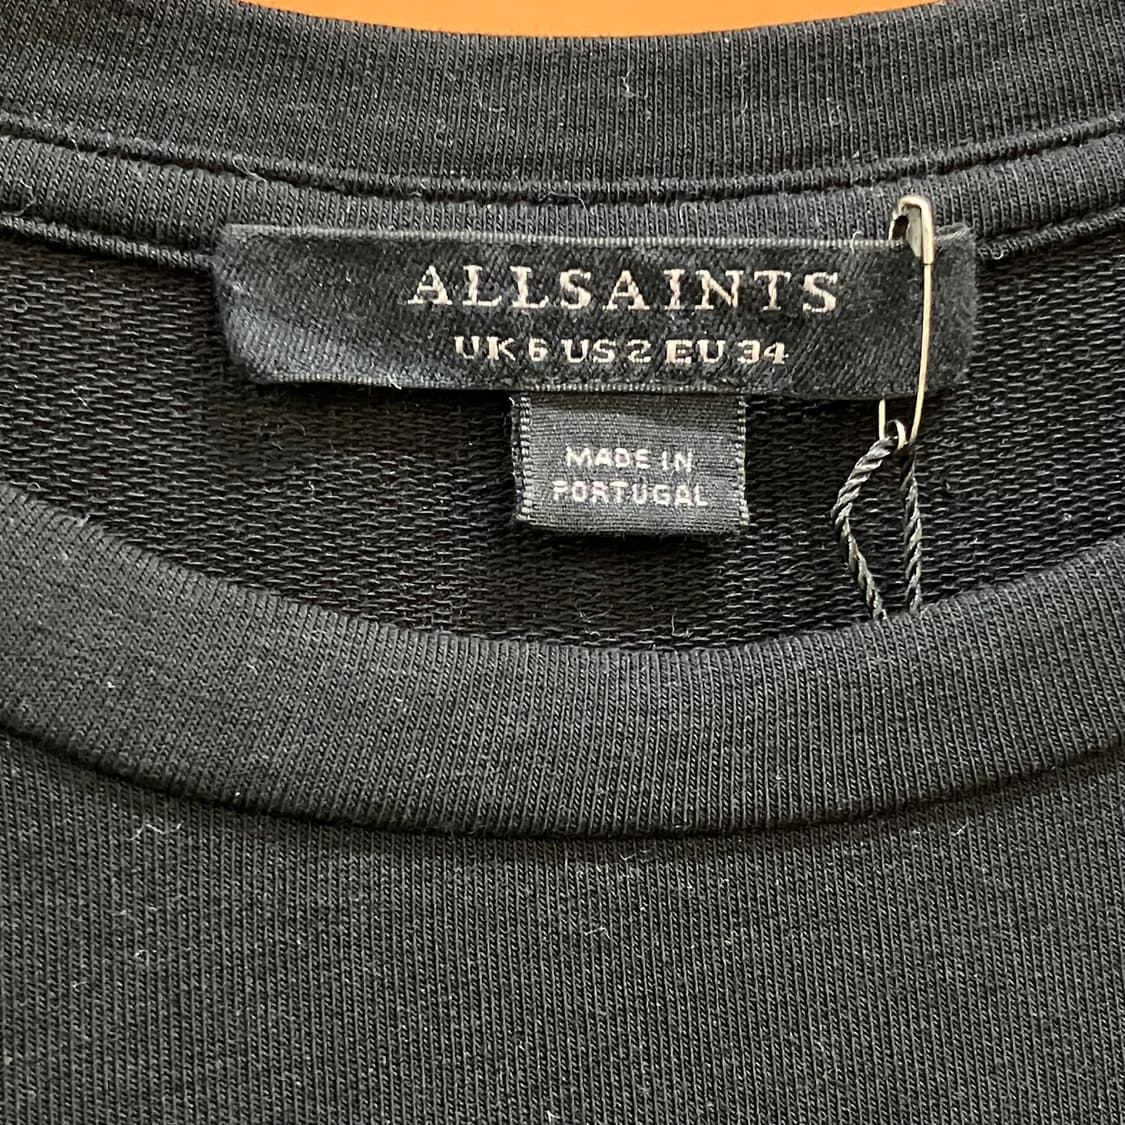 ALLSAINTS
UK 6 US 2 EU 34
MADE IN
PORTUGAL